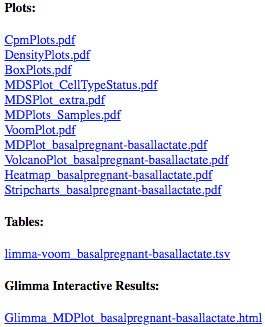 Plots:
CpmPlots.pdf
DensityPlots.pdf
BoxPlots.pdf
MDSPlot_CellTypeStatus.pdf
MDSPlot_extra.pdf
MDPlots_Samples.pdf
VoomPlot.pdf
MDPlot_basalpregnant-basallactate.pdf
VolcanoPlot_basalpregnant-basallactate.pdf
Heatmap_basalpregnant-basallactate.pdf
Stripcharts_basalpregnant-basallactate.pdf
Tables:
limma-voom_basalpregnant-basallactate.tsv
Glimma Interactive Results:
Glimma_MDPlot_basalpregnant-basallactate.html